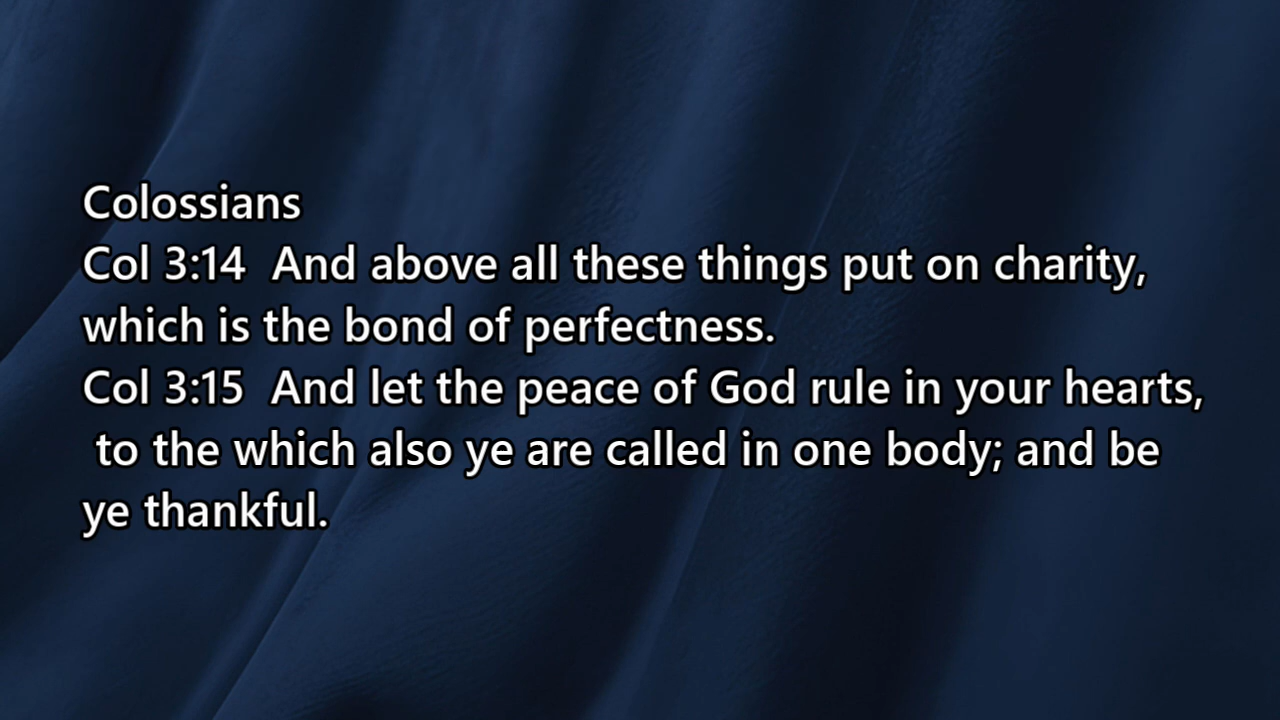 Colossians
Col 3:14  And above all these things put on charity,
which is the bond of perfectness.
Col 3:15  And let the peace of God rule in your hearts,
to the which also ye are called in one body; and be
ye thankful.